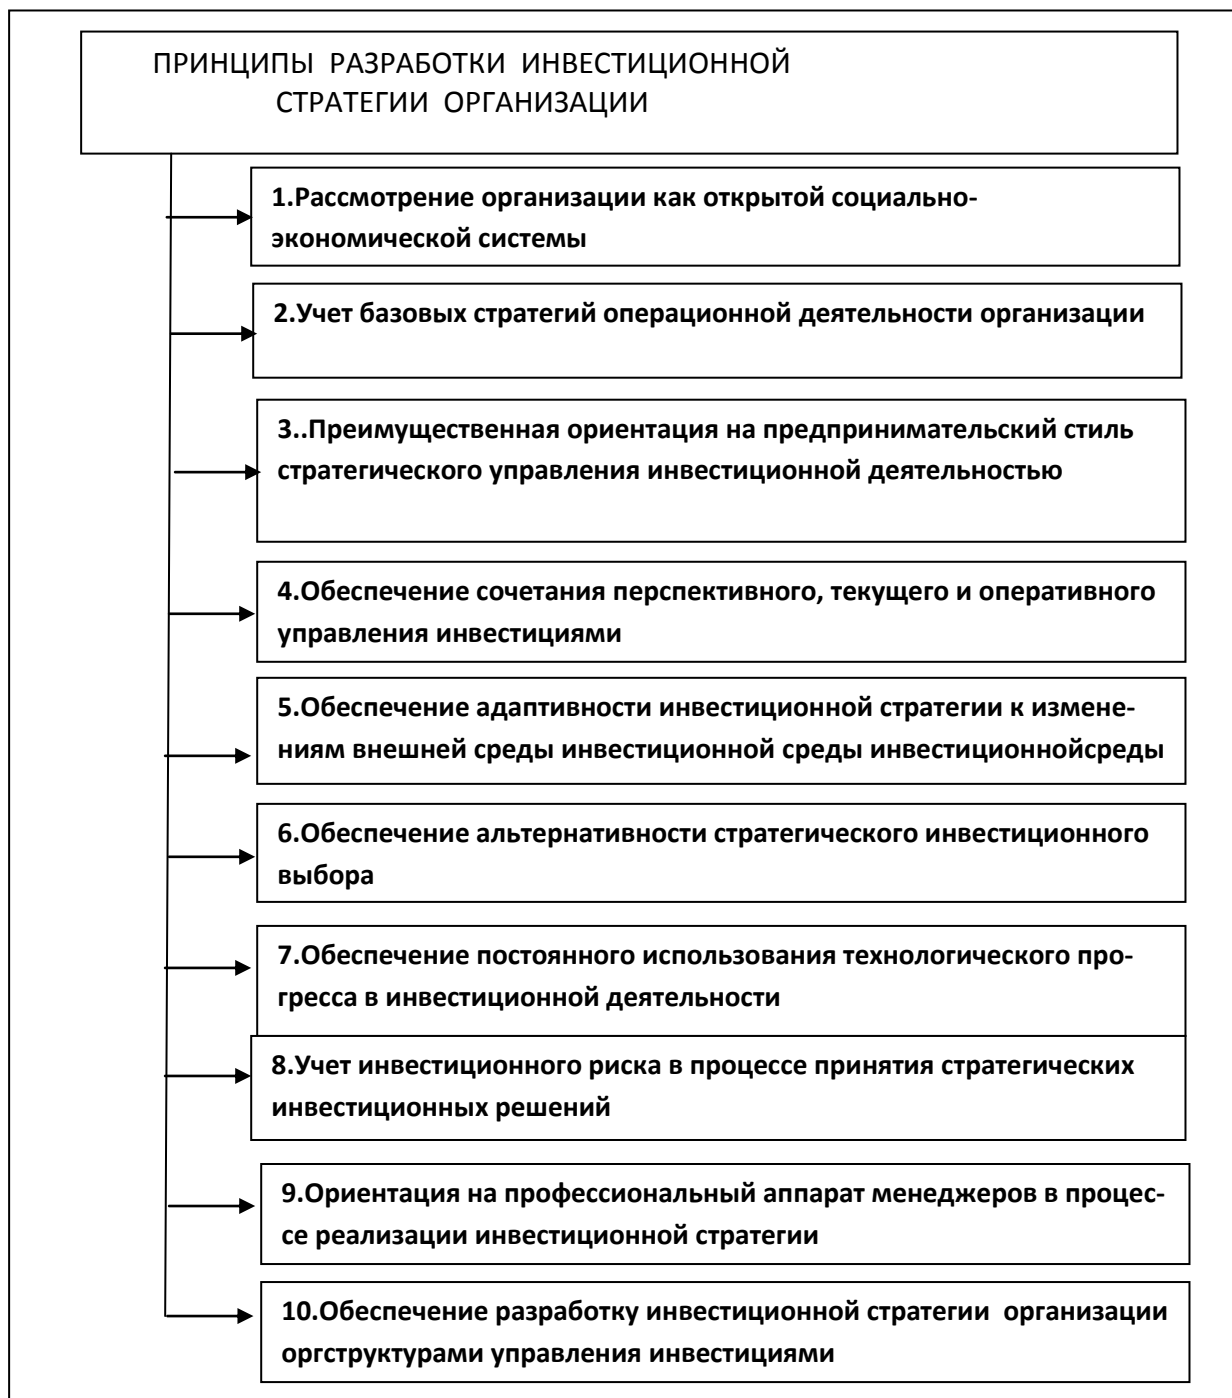 ПРИНЦИПЫ РАЗРАБОТКИ ИНВЕСТИЦИОННОЙ
СТРАТЕГИИ ОРГАНИЗАЦИИ
1.Рассмотрение организации как открытой социально-
экономической системы
2.Учет базовых стратегий операционной деятельности организации
3..Преимущественная ориентация на предпринимательский стиль
стратегического управления инвестиционной деятельностью
4.Обеспечение сочетания перспективного, текущего и оперативного
управления инвестициями
5.Обеспечение адаптивности инвестиционной стратегии к измене-
ниям внешней среды инвестиционной среды инвестиционнойсреды
6.Обеспечение альтернативности стратегического инвестиционного
выбора
7.Обеспечение постоянного использования технологического про-
гресса в инвестиционной деятельности
8.Учет инвестиционного риска в процессе принятия стратегических
инвестиционных решений
9.Ориентация на профессиональный аппарат менеджеров в процес-
се реализации инвестиционной стратегии
10.Обеспечение разработку инвестиционной стратегии организации
оргструктурами управления инвестициями